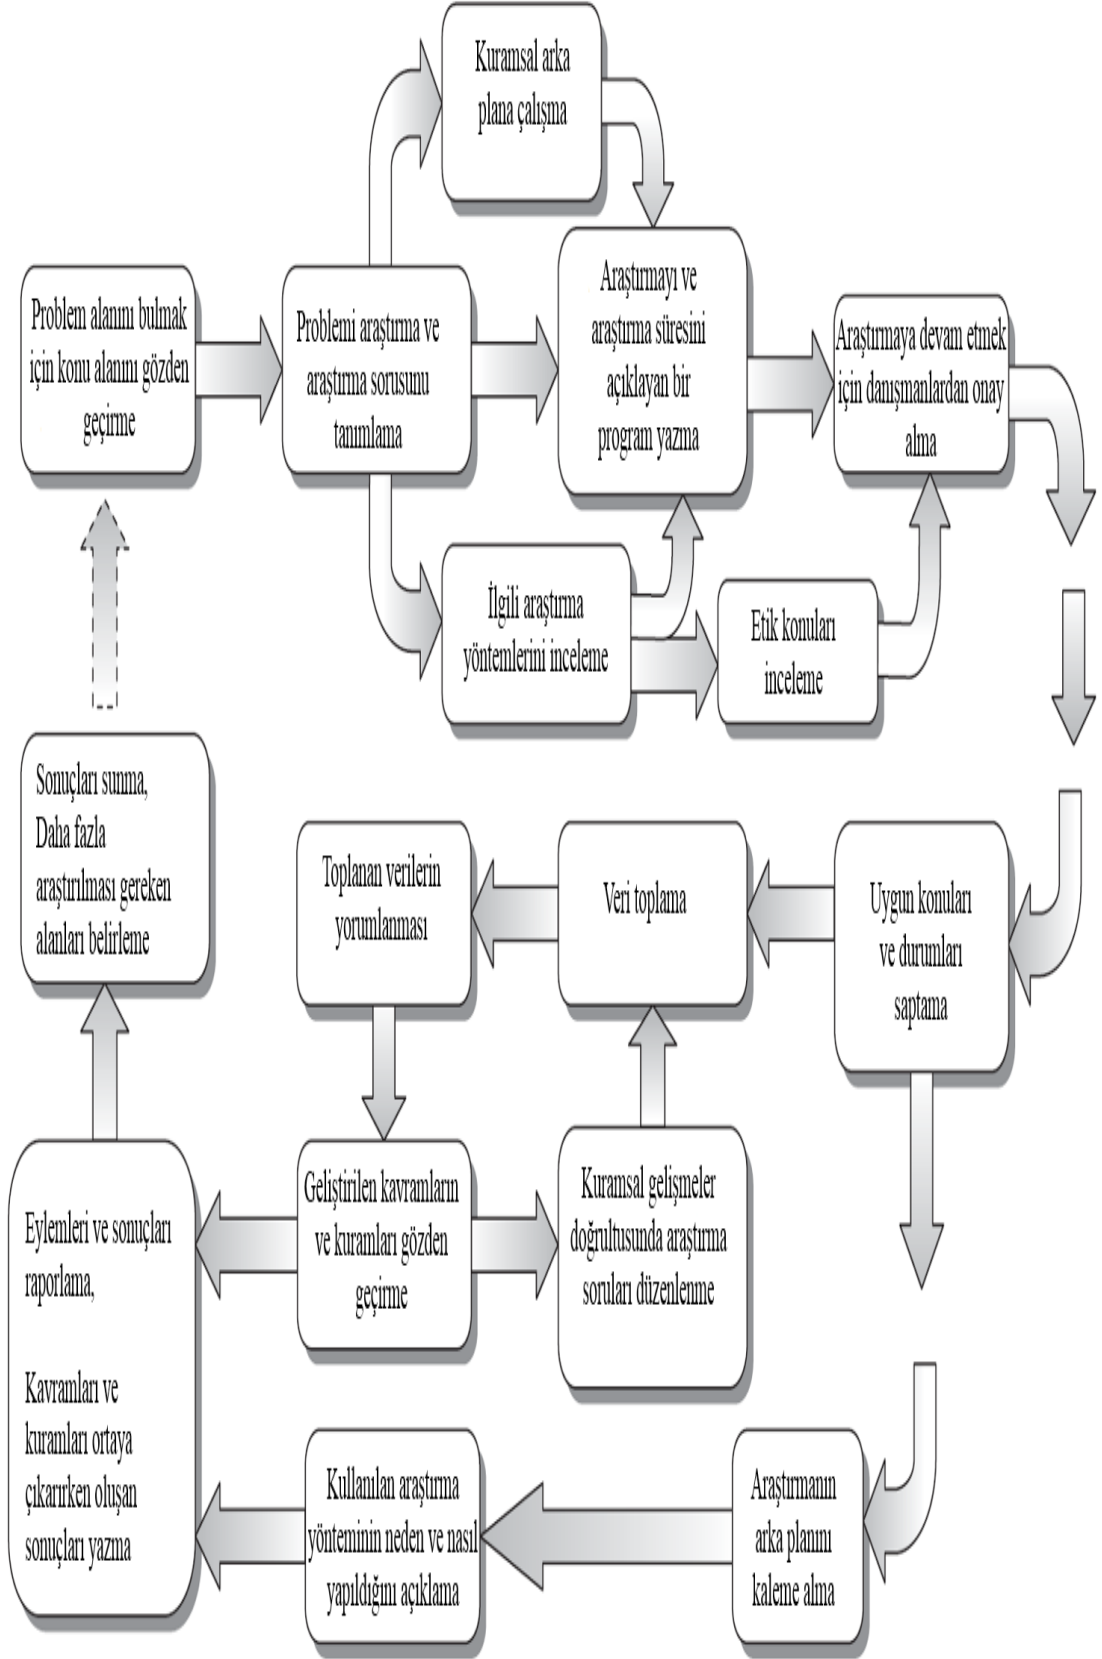 Kuramsal arka
plana çalışma
Problem alanını bulmak
için konu alanını gözden
geçirme
Problemi araştırma ve
araştırma sorusunu
tanımlama
Araştırmayı ve
araştırma süresini
açıklayan bir
program yazma
Araştırmaya devam etmek
için danışmanlardan onay
alma
İlgili araştırma
yöntemlerini inceleme
Etik konuları
inceleme
Sonuçları sunma,
Daha fazla
araştırılması gereken
alanları belirleme
Toplanan verilerin
yorumlanması
Veri toplama
Uygun konuları
ve durumları
saptama
Eylemleri ve sonuçları
raporlama,
Kavramları ve
kuramları ortaya
çıkarırken oluşan
sonuçları yazma
Geliştirilen kavramların
ve kuramları gözden
geçirme
Kuramsal gelişmeler
doğrultusunda araştırma
soruları düzenlenme
Kullanılan araştırma
yönteminin neden ve nasıl
yapıldığını açıklama
Araştırmanın
arka planını
kaleme alma